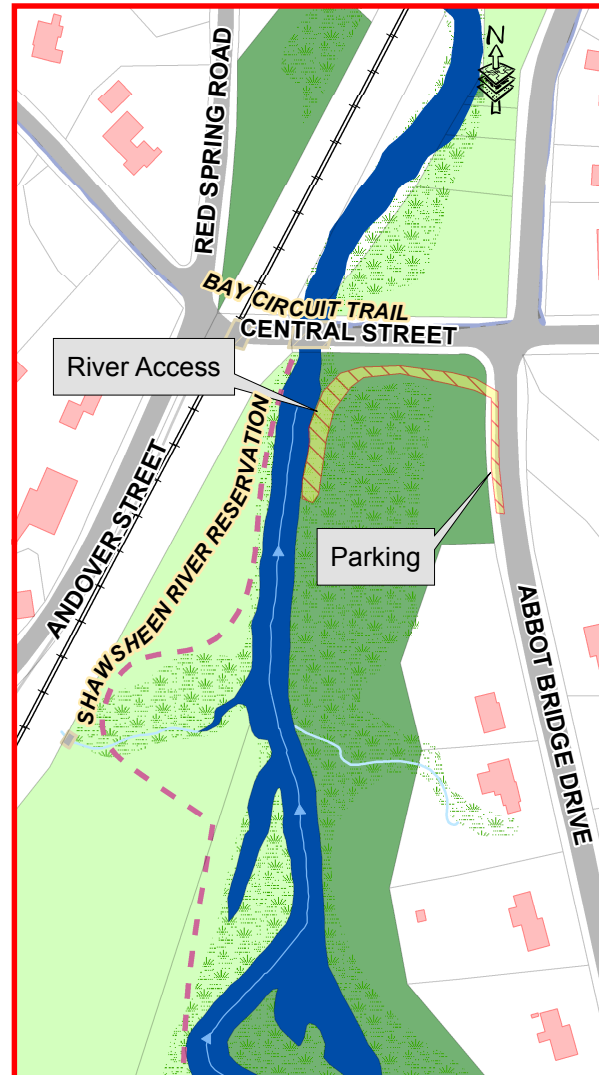 N
RED SPRING ROAD
BAY CIRCUIT TRAIL
CENTRAL STREET
River Access
SHAWSHEEN RIVER RESERVATION
ANDOVER STREET
Parking
ABBOT BRIDGE DRIVE